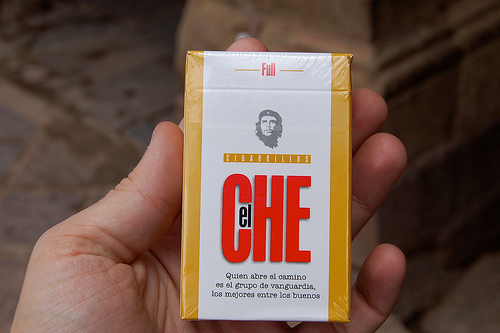 Full
CIGARRILLOS
el
CHE
Quien abre el camino
es el grupo de vanguardia,
los mejores entre los buenos